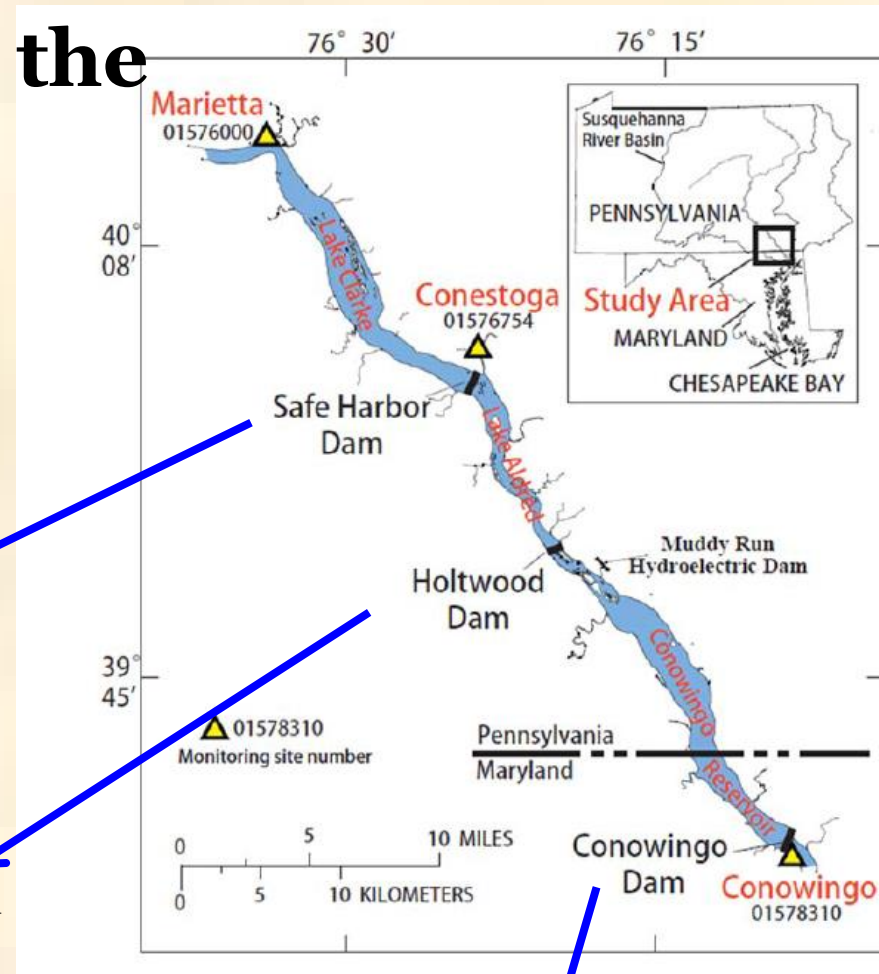 the
76° 30′
76° 15′
Marietta
01576000
Susquehanna
River Basin
PENNSYLVANIA
40°
08′
Lake Clarke
Conestoga
01576754
Study Area
MARYLAND
CHESAPEAKE BAY
Safe Harbor
Dam
Lake Aldred
Muddy Run
Hydroelectric Dam
Holtwood
Dam
39°
45′
Conowingo
Reservoir
01578310
Monitoring site number
Pennsylvania
Maryland
0 5 10 MILES
0 5 10 KILOMETERS
Conowingo
Dam
Conowingo
01578310